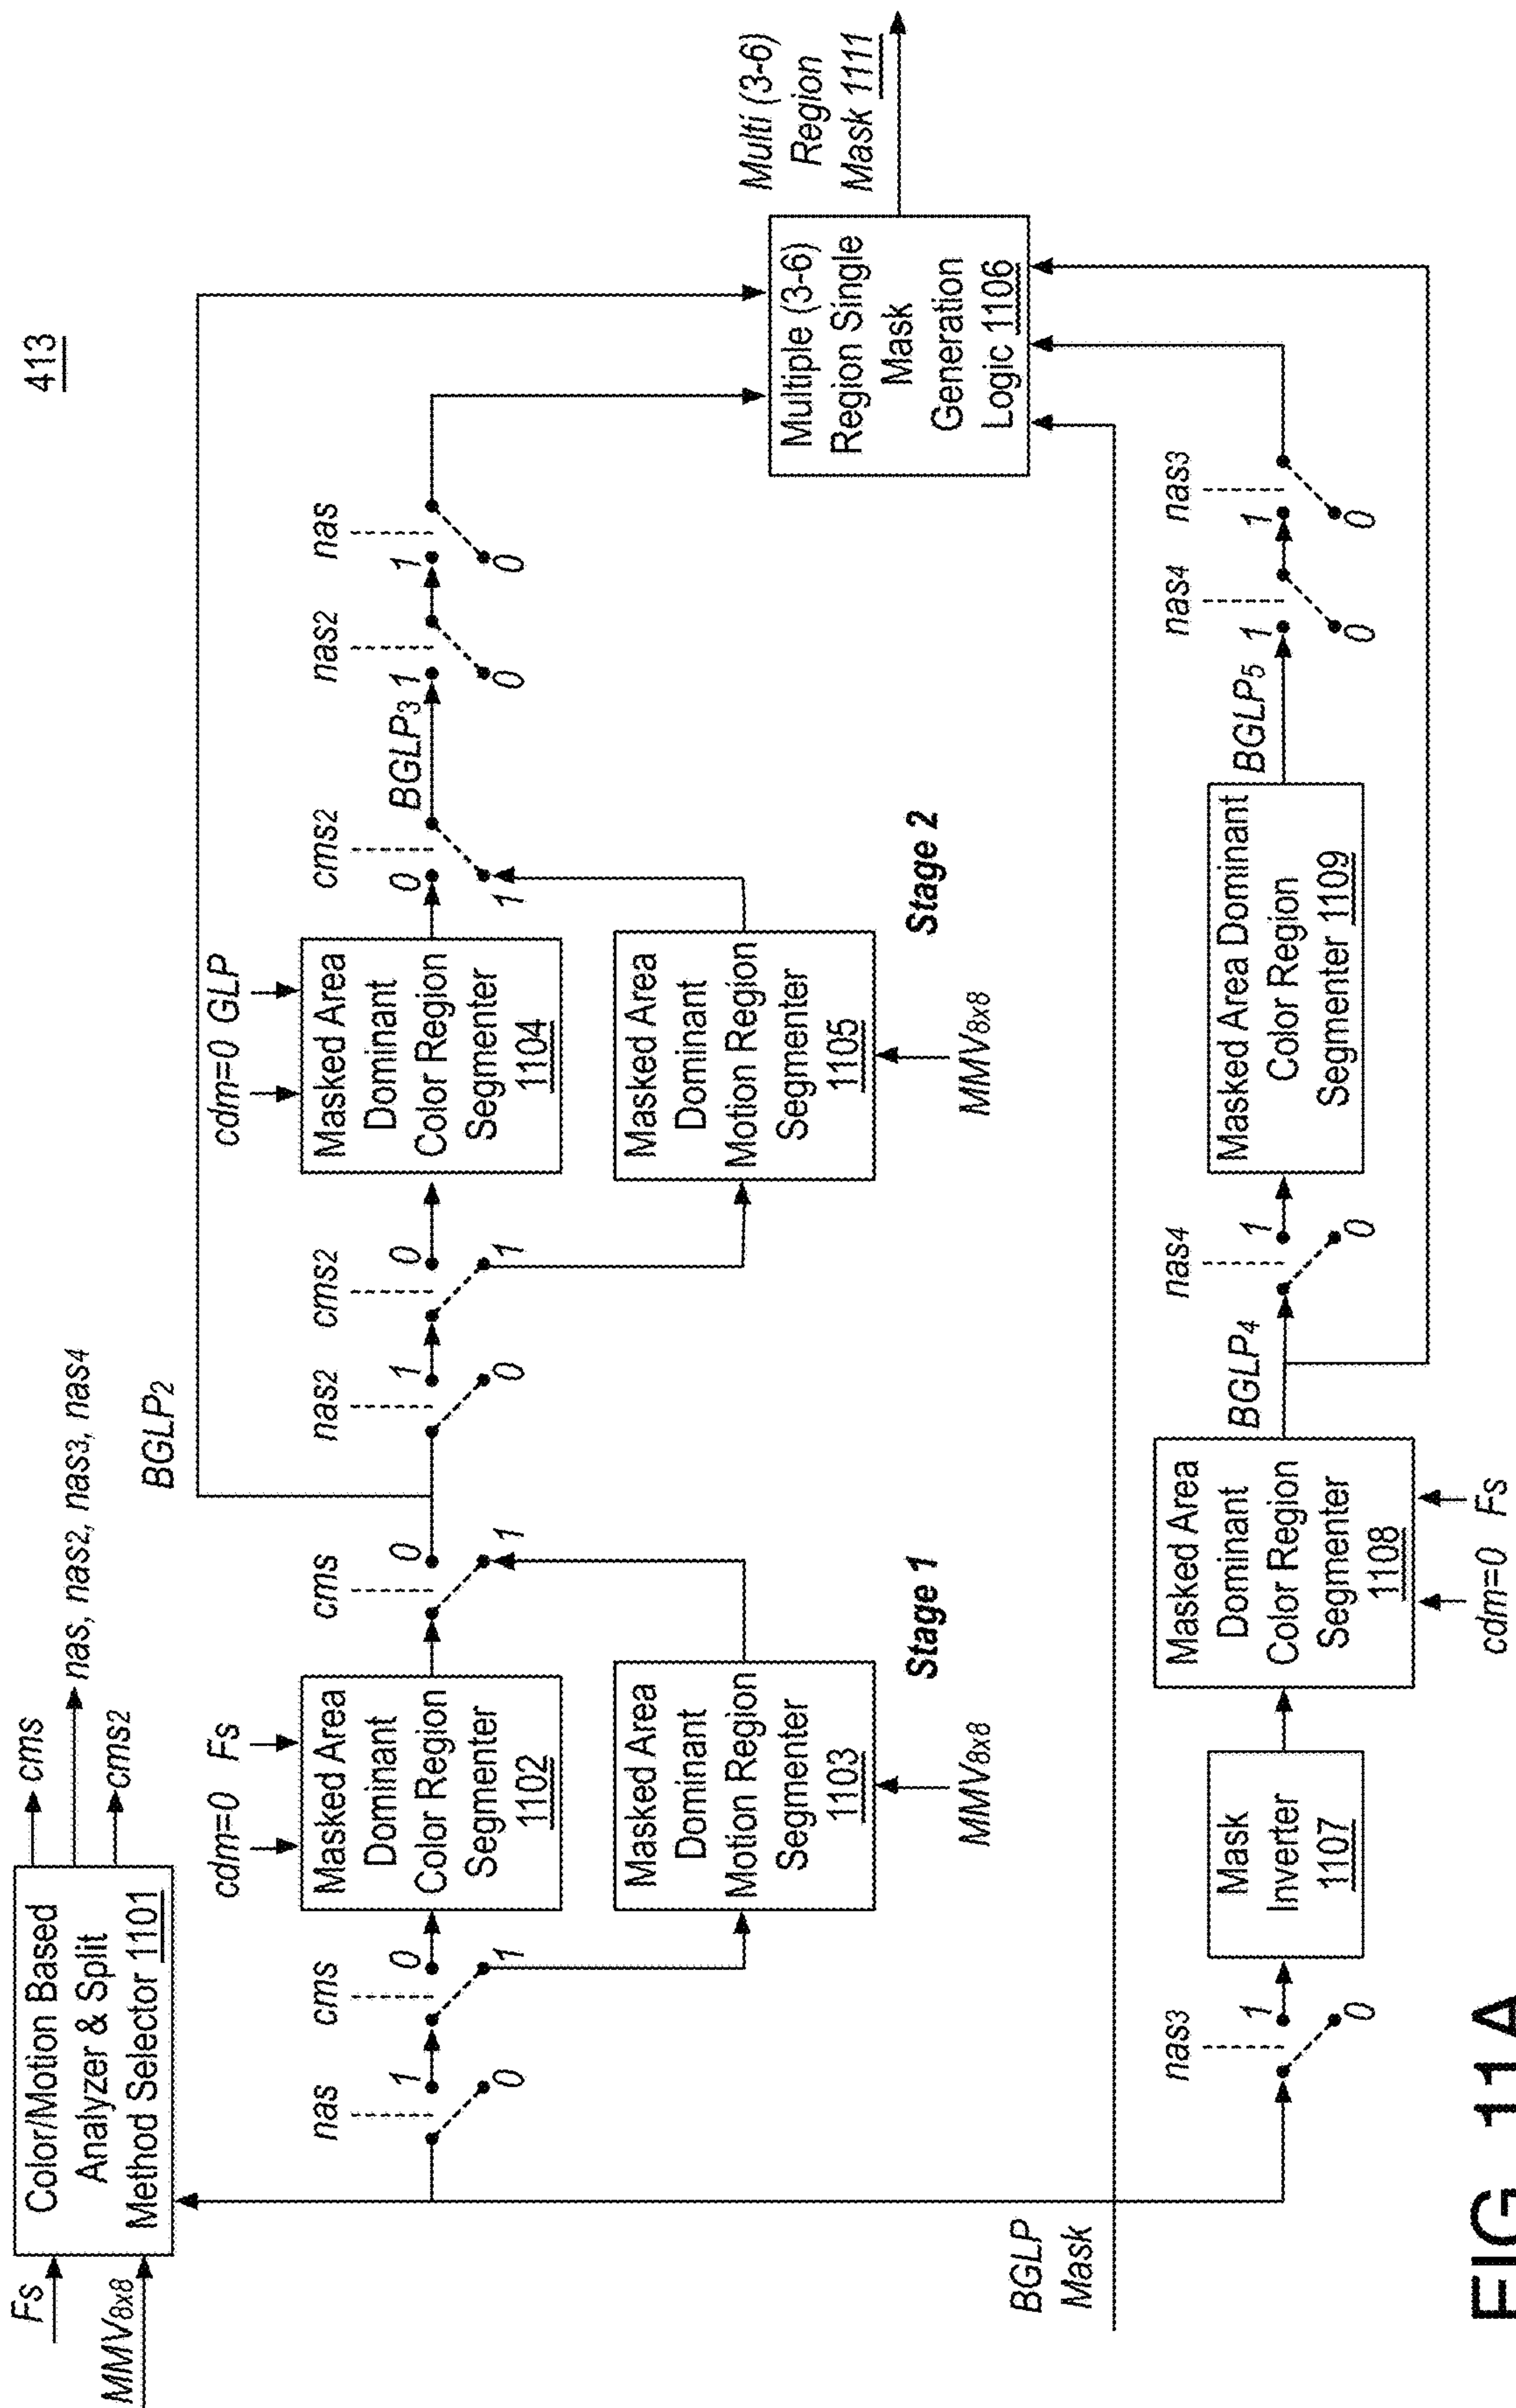 413
Fs
MMV8x8
Color/Motion Based
Analyzer & Split
Method Selector 1101
cms
nas, nas2, nas3, nas4
cms2
BGLP2
nas
1
0
cms
0
1
cdm=0 Fs
Masked Area
Dominant
Color Region
Segmenter
1102
Masked Area
Dominant
Motion Region
Segmenter
1103
MMV8x8
cms
0
1
Stage 1
nas2
1
0
cms2
0
1
cdm=0 GLP
Masked Area
Dominant
Color Region
Segmenter
1104
Masked Area
Dominant
Motion Region
Segmenter
1105
MMV8x8
cms2
0
1
Stage 2
BGLP3
nas2
1
0
nas
1
0
Multiple (3-6)
Region Single
Mask
Generation
Logic 1106
Multi (3-6)
Region
Mask 1111
BGLP
Mask
nas3
1
0
Mask
Inverter
1107
Masked Area
Dominant
Color Region
Segmenter
1108
cdm=0 Fs
BGLP4
nas4
1
0
Masked Area Dominant
Color Region
Segmenter 1109
BGLP5
nas4
1
0
nas3
1
0
FIG. 11A